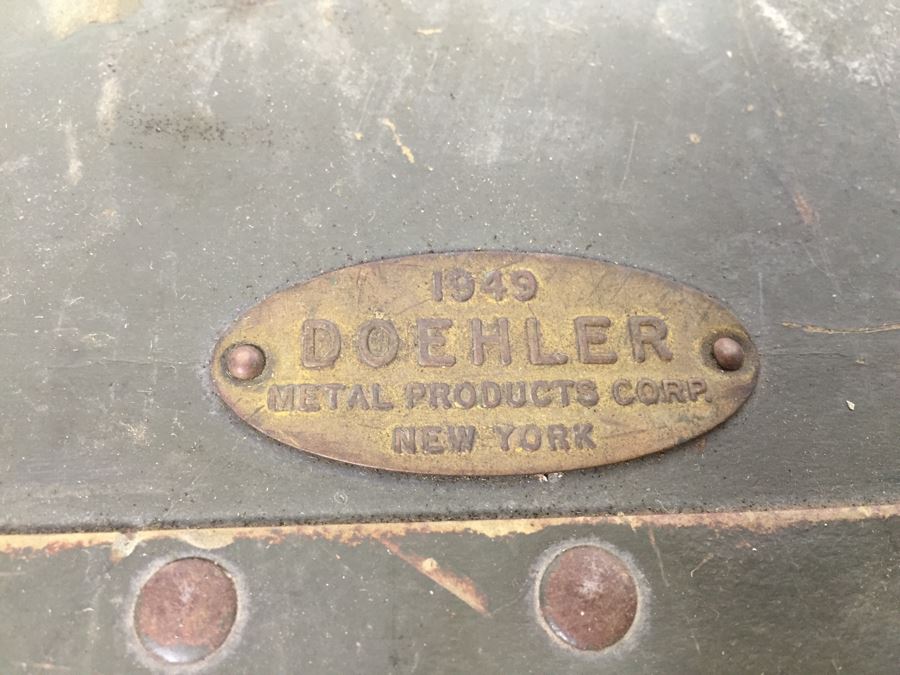 1949
DOEHLER
METAL PRODUCTS CORP.
NEW YORK